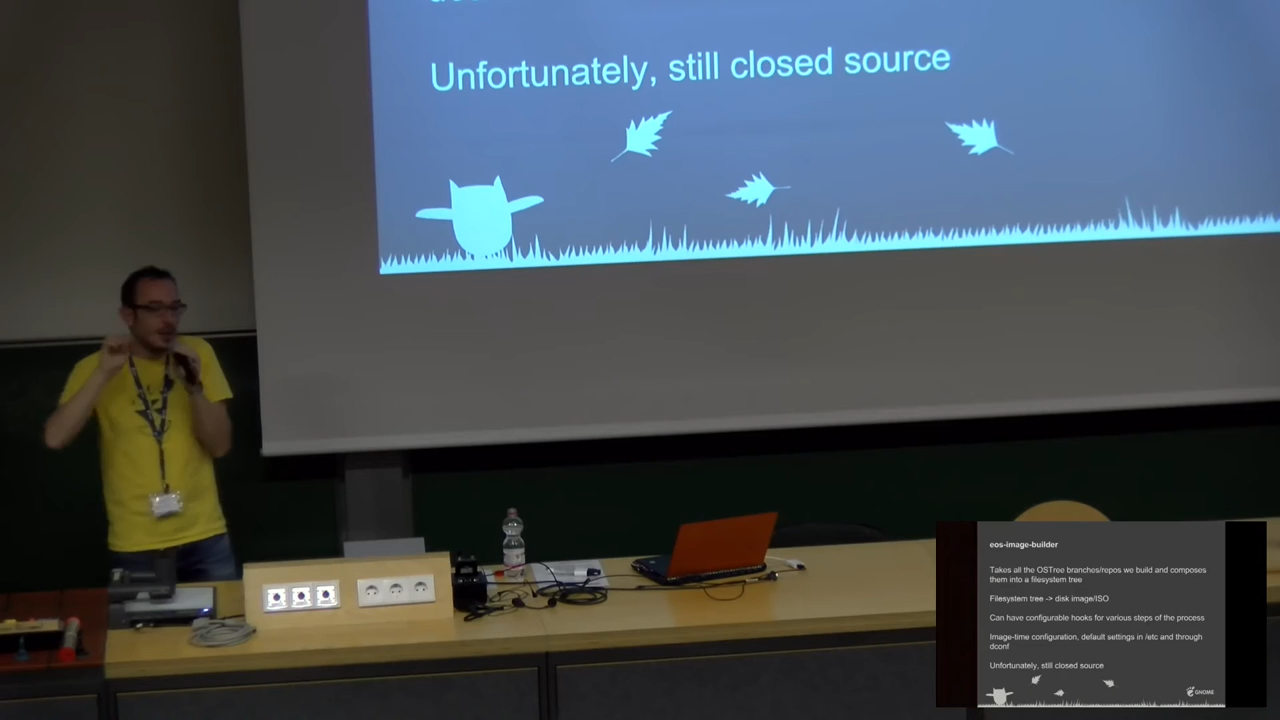 Unfortunately, still closed source
eos-image-builder
Takes all the OSTree branches/repos we build and composes
them into a filesystem tree
Filesystem tree -> disk image/ISO
Can have configurable hooks for various steps of the process
Image-time configuration, default settings in /etc and through
dconf
Unfortunately, still closed source
GNOME